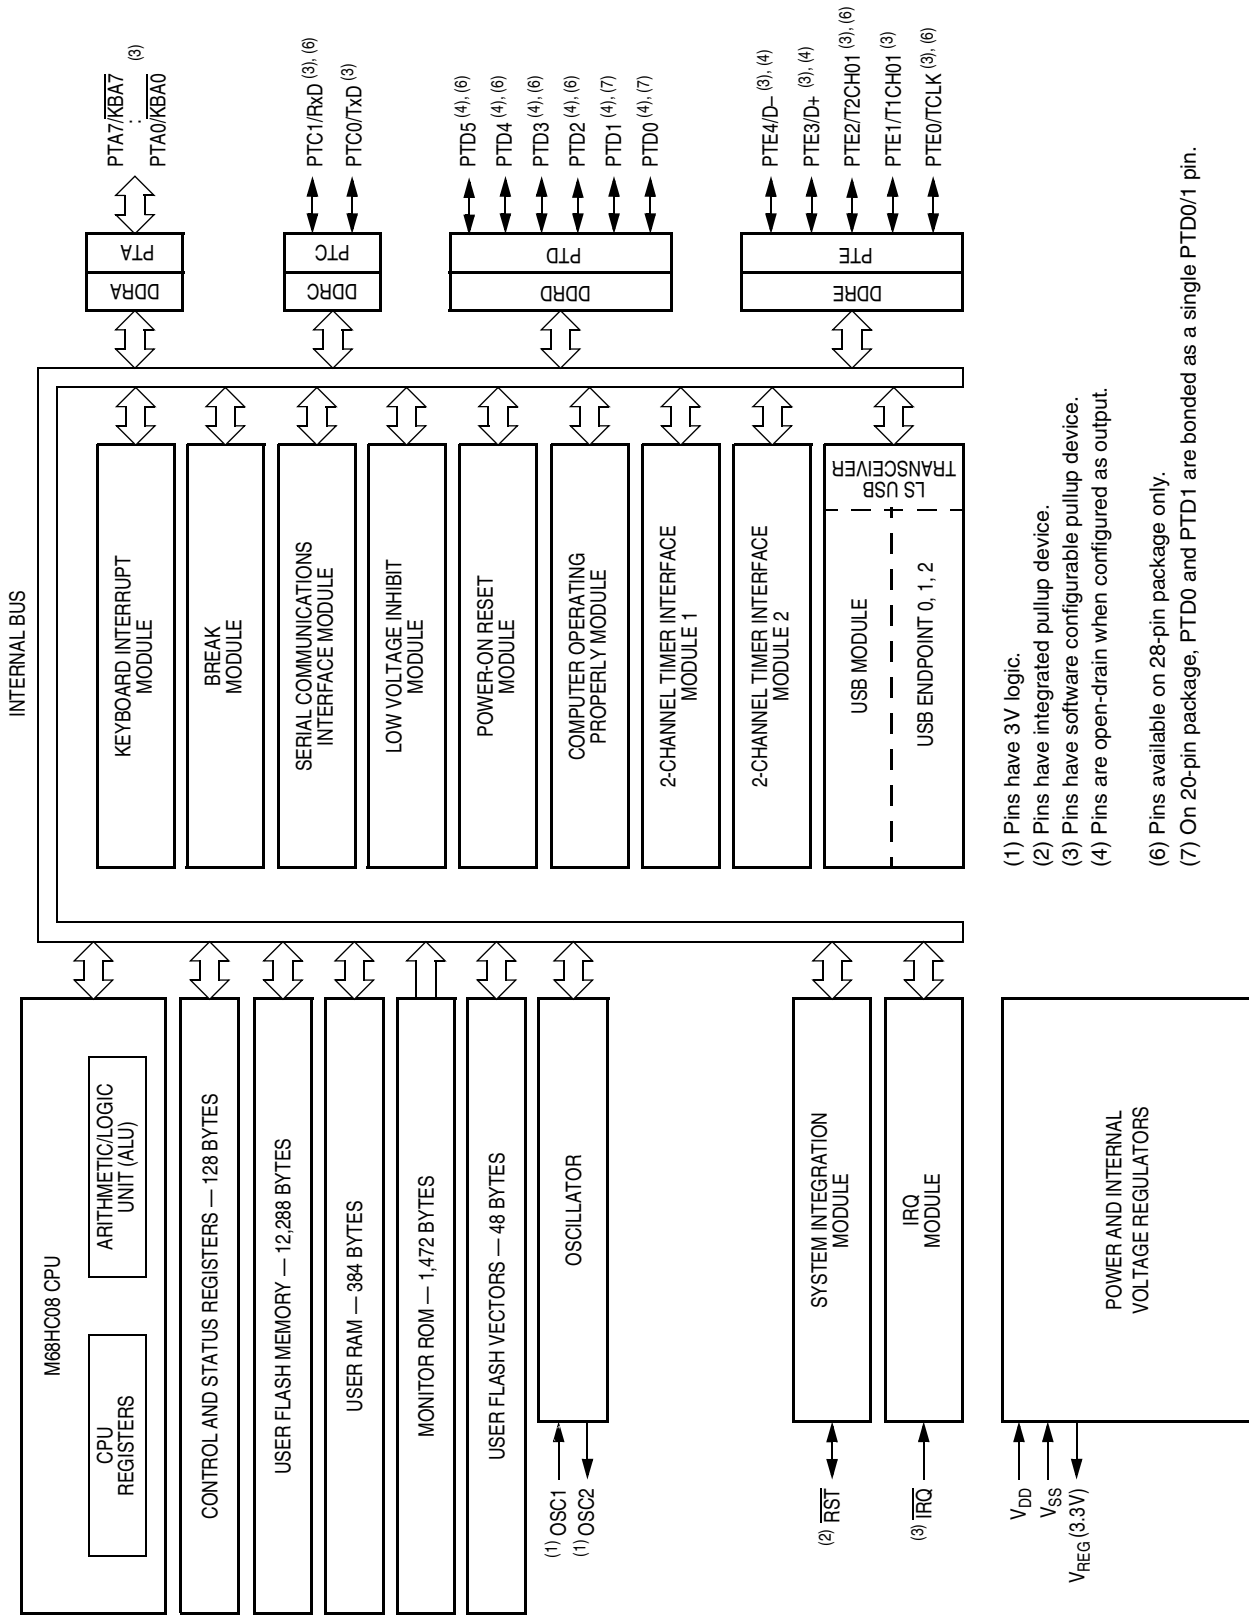 INTERNAL BUS
M68HC08 CPU
CPU
REGISTERS
ARITHMETIC/LOGIC
UNIT (ALU)
CONTROL AND STATUS REGISTERS — 128 BYTES
USER FLASH MEMORY — 12,288 BYTES
USER RAM — 384 BYTES
MONITOR ROM — 1,472 BYTES
USER FLASH VECTORS — 48 BYTES
(1) OSC1
(1) OSC2
OSCILLATOR
(2) RST
SYSTEM INTEGRATION
MODULE
(3) IRQ
IRQ
MODULE
VDD
VSS
VREG (3.3V)
POWER AND INTERNAL
VOLTAGE REGULATORS
KEYBOARD INTERRUPT
MODULE
BREAK
MODULE
SERIAL COMMUNICATIONS
INTERFACE MODULE
LOW VOLTAGE INHIBIT
MODULE
POWER-ON RESET
MODULE
COMPUTER OPERATING
PROPERLY MODULE
2-CHANNEL TIMER INTERFACE
MODULE 1
2-CHANNEL TIMER INTERFACE
MODULE 2
USB MODULE
USB ENDPOINT 0, 1, 2
LS USB
TRANSCEIVER
DDRA
PTA
PTA7/KBA7
:
(3)
PTA0/KBA0
DDRC
PTC
PTC1/RxD (3), (6)
PTC0/TxD (3)
DDRD
PTD
PTD5 (4), (6)
PTD4 (4), (6)
PTD3 (4), (6)
PTD2 (4), (6)
PTD1 (4), (7)
PTD0 (4), (7)
DDRE
PTE
PTE4/D– (3), (4)
PTE3/D+ (3), (4)
PTE2/T2CH01 (3), (6)
PTE1/T1CH01 (3)
PTE0/TCLK (3), (6)
(1) Pins have 3V logic.
(2) Pins have integrated pullup device.
(3) Pins have software configurable pullup device.
(4) Pins are open-drain when configured as output.
(6) Pins available on 28-pin package only.
(7) On 20-pin package, PTD0 and PTD1 are bonded as a single PTD0/1 pin.